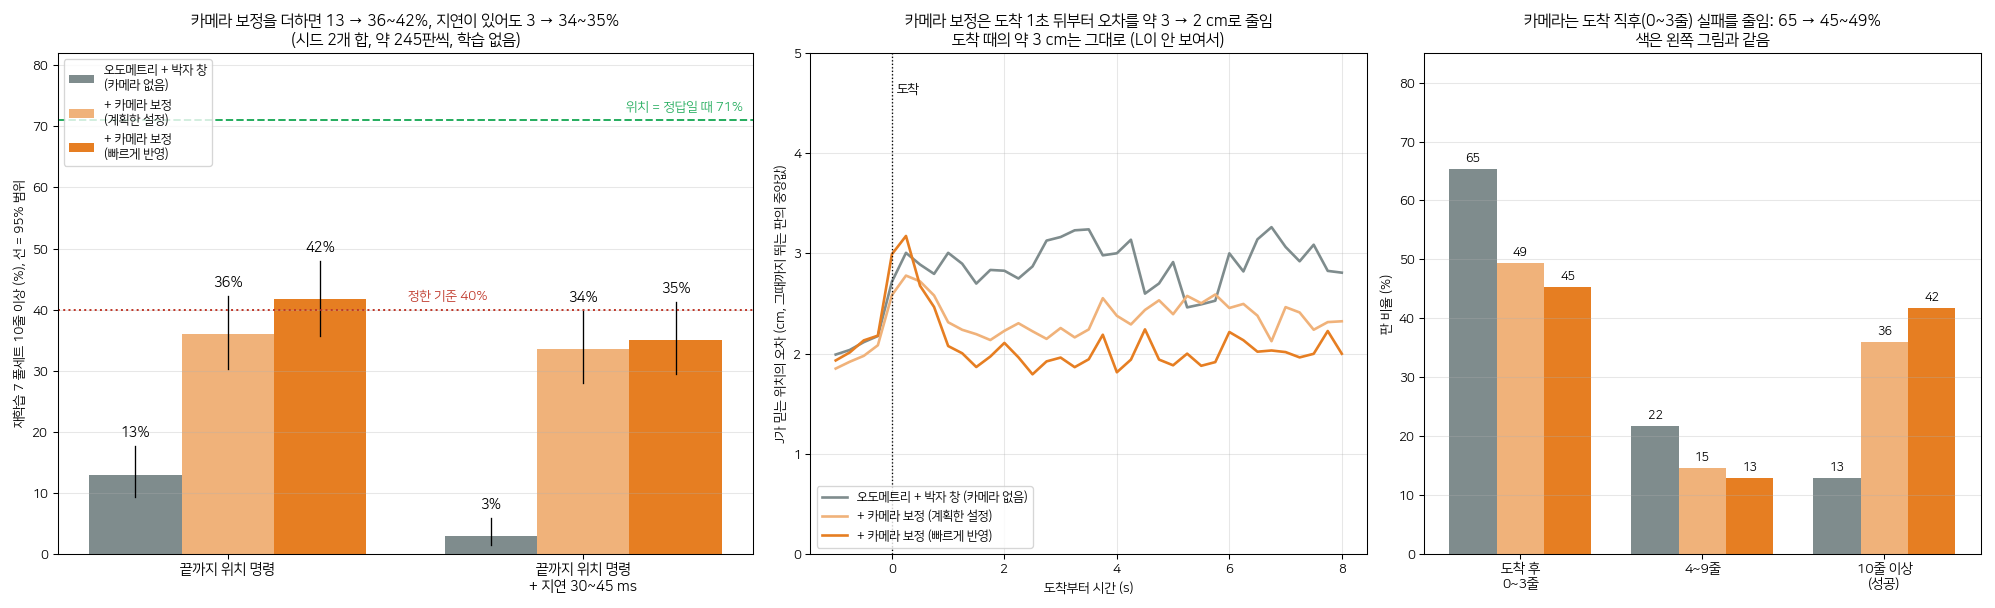 카메라 보정을 더하면 13 → 36~42%, 지연이 있어도 3 → 34~35%
(시드 2개 합, 약 245판씩, 학습 없음)
재학습 7 풀세트 10줄 이상 (%), 선 = 95% 범위
80
70
60
50
40
30
20
10
0
오도메트리 + 박자 창
(카메라 없음)
+ 카메라 보정
(계획한 설정)
+ 카메라 보정
(빠르게 반영)
위치 = 정답일 때 71%
정한 기준 40%
13%
36%
42%
3%
34%
35%
끝까지 위치 명령
끝까지 위치 명령
+ 지연 30~45 ms
카메라 보정은 도착 1초 뒤부터 오차를 약 3 → 2 cm로 줄임
도착 때의 약 3 cm는 그대로 (L이 안 보여서)
J가 믿는 위치의 오차 (cm, 그때까지 뛰는 판의 중앙값)
5
4
3
2
1
0
도착
오도메트리 + 박자 창 (카메라 없음)
+ 카메라 보정 (계획한 설정)
+ 카메라 보정 (빠르게 반영)
0
2
4
6
8
도착부터 시간 (s)
카메라는 도착 직후(0~3줄) 실패를 줄임: 65 → 45~49%
색은 왼쪽 그림과 같음
판 비율 (%)
80
70
60
50
40
30
20
10
0
65
49
45
22
15
13
13
36
42
도착 후
0~3줄
4~9줄
10줄 이상
(성공)